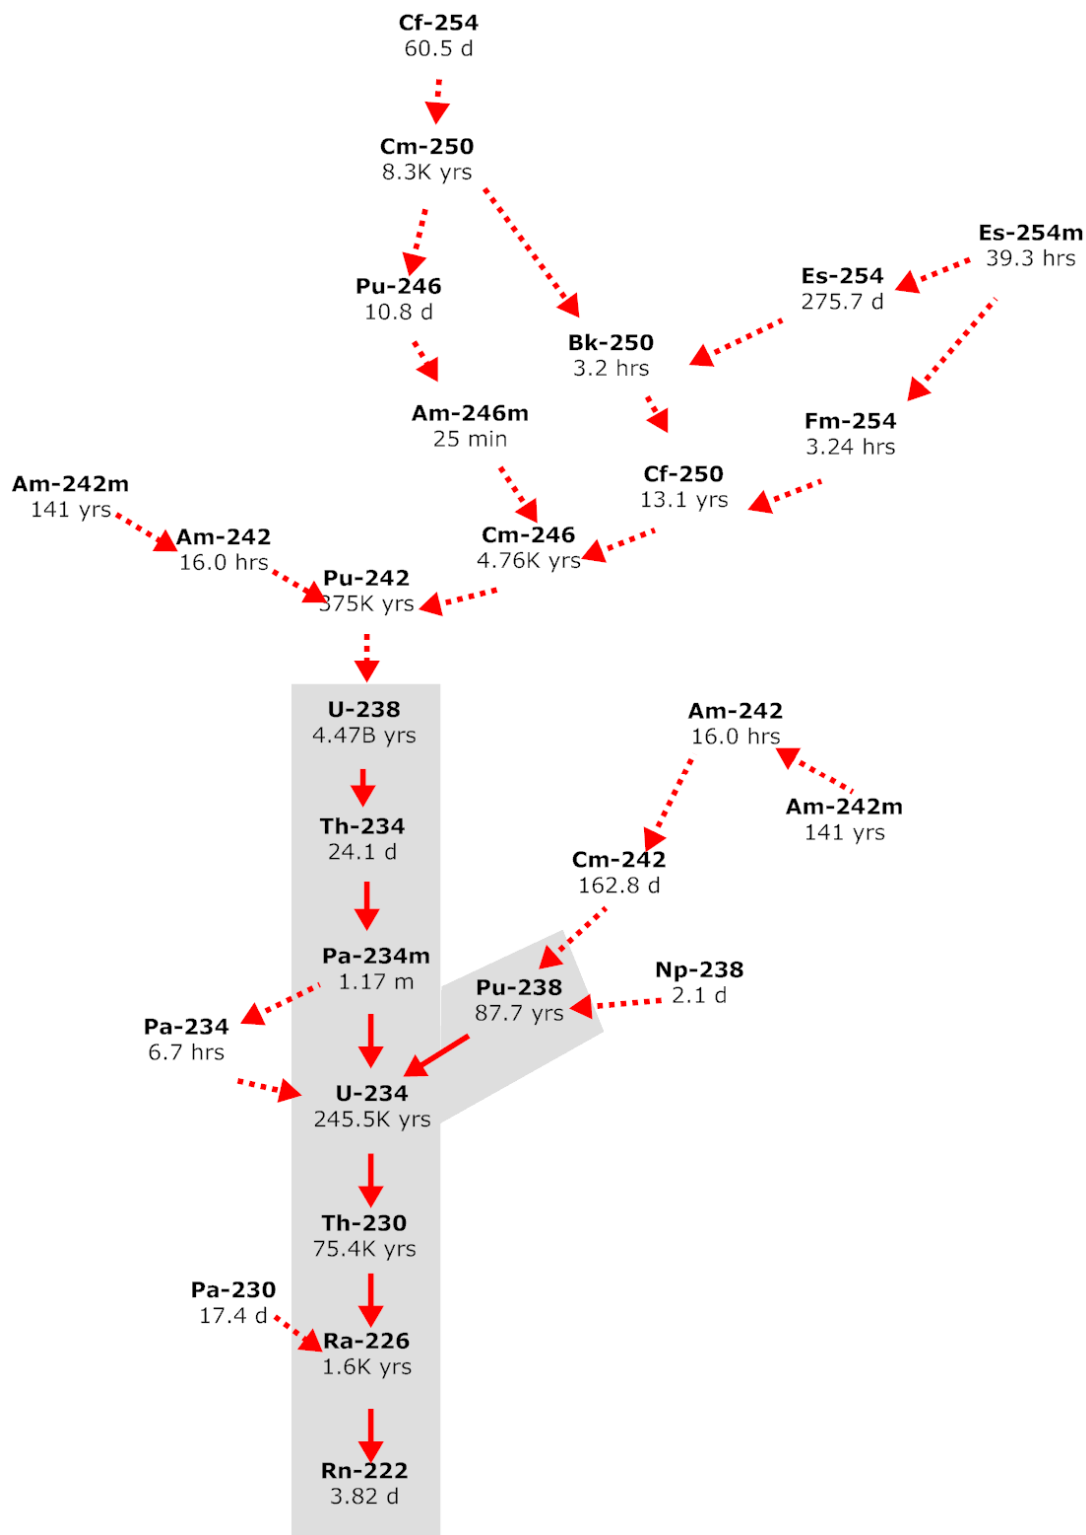 Cf-254
60.5 d
Cm-250
8.3K yrs
Es-254m
39.3 hrs
Es-254
275.7 d
Pu-246
10.8 d
Bk-250
3.2 hrs
Am-246m
25 min
Fm-254
3.24 hrs
Cf-250
13.1 yrs
Am-242m
141 yrs
Am-242
16.0 hrs
Cm-246
4.76K yrs
Pu-242
375K yrs
U-238
4.47B yrs
Am-242
16.0 hrs
Am-242m
141 yrs
Th-234
24.1 d
Cm-242
162.8 d
Pa-234m
1.17 m
Np-238
2.1 d
Pu-238
87.7 yrs
Pa-234
6.7 hrs
U-234
245.5K yrs
Th-230
75.4K yrs
Pa-230
17.4 d
Ra-226
1.6K yrs
Rn-222
3.82 d